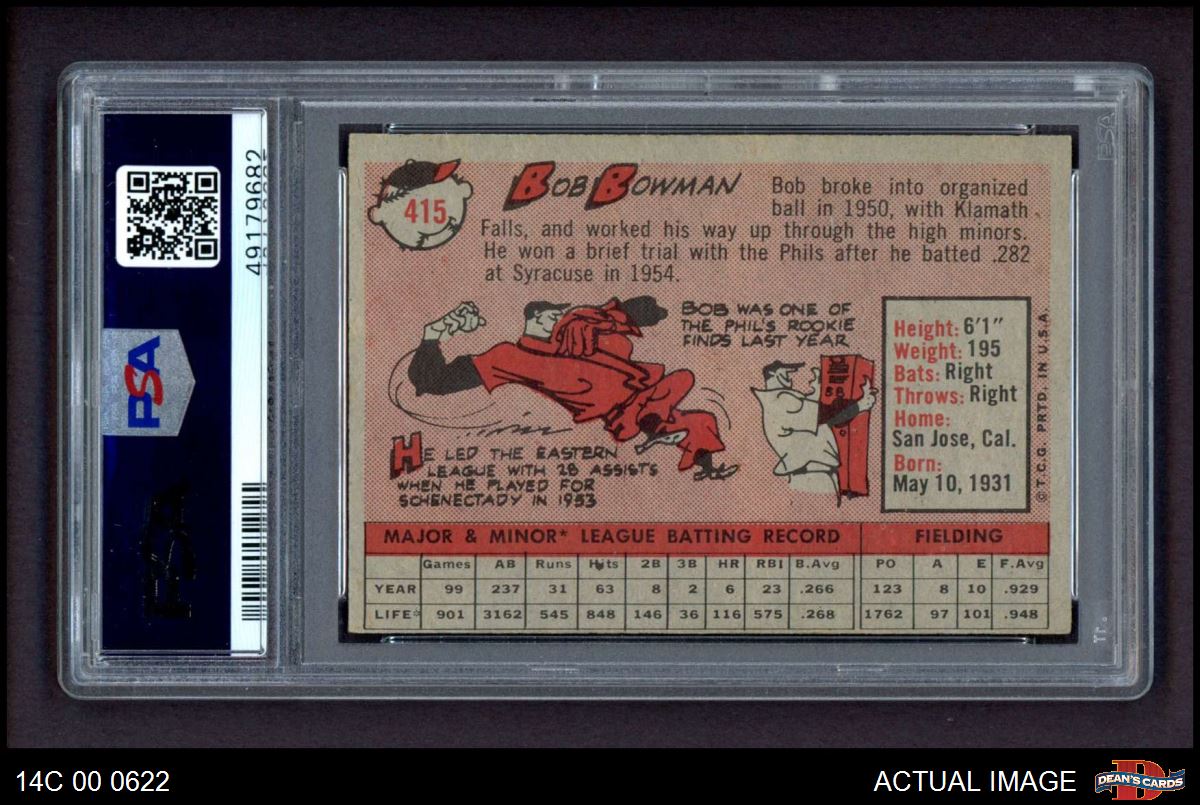 49179682
PSA
415
BOB BOWMAN
Bob broke into organized
ball in 1950, with Klamath
Falls, and worked his way up through the high minors.
He won a brief trial with the Phils after he batted .282
at Syracuse in 1954.
BOB WAS ONE OF
THE PHIL'S ROOKIE
FINDS LAST YEAR
HE LED THE EASTERN
LEAGUE WITH 28 ASSISTS
WHEN HE PLAYED FOR
SCHENECTADY IN 1953
Height: 6'1"
Weight: 195
Bats: Right
Throws: Right
Home:
San Jose, Cal.
Born:
May 10, 1931
© T.C.G. PRTD. IN U.S.A.
MAJOR & MINOR* LEAGUE BATTING RECORD FIELDING
Games AB Runs Hits 2B 3B HR RBI B.Avg PO A E F.Avg
YEAR 99 237 31 63 8 2 6 23 .266 123 8 10 .929
LIFE* 901 3162 545 848 146 36 116 575 .268 1762 97 101 .948
PSA
14C 00 0622
ACTUAL IMAGE
DEAN'S CARDS